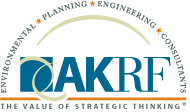 ENVIRONMENTAL • PLANNING • ENGINEERING • CONSULTANTS
AKRF
THE VALUE OF STRATEGIC THINKING®